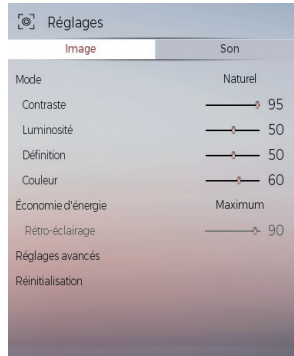 Réglages
Image Son
Mode Naturel
Contraste 95
Luminosité 50
Définition 50
Couleur 60
Économie d'énergie Maximum
Rétro-éclairage 90
Réglages avancés
Réinitialisation